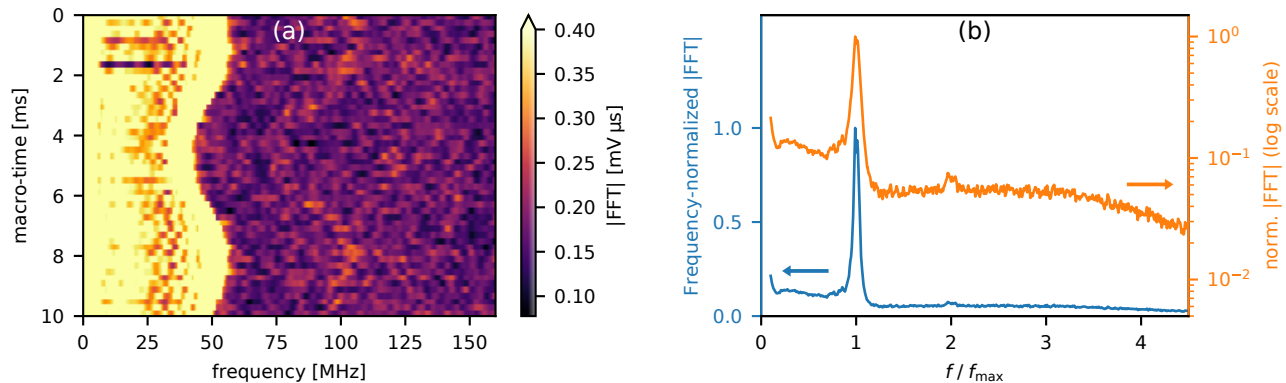 (a)
0
2
4
6
8
10
macro-time [ms]
0 25 50 75 100 125 150
frequency [MHz]
0.40
0.35
0.30
0.25
0.20
0.15
0.10
|FFT| [mV μs]
(b)
1.0
0.5
0.0
Frequency-normalized |FFT|
0 1 2 3 4
f / fmax
10⁰
10⁻¹
10⁻²
norm. |FFT| (log scale)